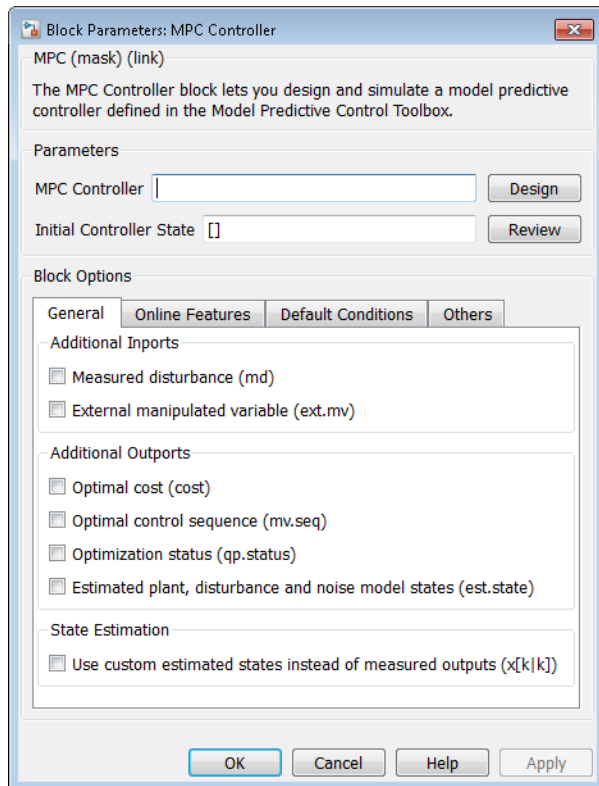 Block Parameters: MPC Controller
MPC (mask) (link)
The MPC Controller block lets you design and simulate a model predictive
controller defined in the Model Predictive Control Toolbox.
Parameters
MPC Controller Design
Initial Controller State [] Review
Block Options
General Online Features Default Conditions Others
Additional Inports
Measured disturbance (md)
External manipulated variable (ext.mv)
Additional Outports
Optimal cost (cost)
Optimal control sequence (mv.seq)
Optimization status (qp.status)
Estimated plant, disturbance and noise model states (est.state)
State Estimation
Use custom estimated states instead of measured outputs (x[k|k])
OK Cancel Help Apply